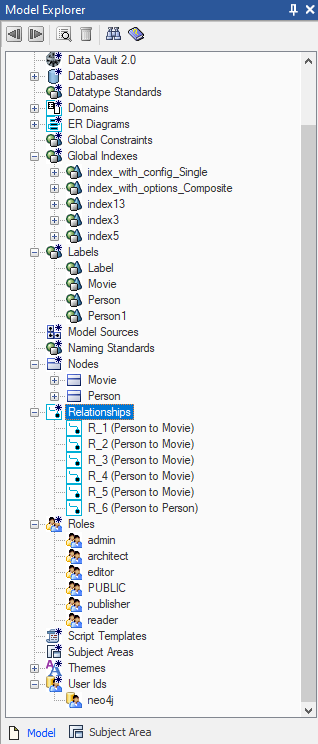 Model Explorer
Data Vault 2.0
Databases
Datatype Standards
Domains
ER Diagrams
Global Constraints
Global Indexes
index_with_config_Single
index_with_options_Composite
index13
index3
index5
Labels
Label
Movie
Person
Person1
Model Sources
Naming Standards
Nodes
Movie
Person
Relationships
R_1 (Person to Movie)
R_2 (Person to Movie)
R_3 (Person to Movie)
R_4 (Person to Movie)
R_5 (Person to Movie)
R_6 (Person to Person)
Roles
admin
architect
editor
PUBLIC
publisher
reader
Script Templates
Subject Areas
Themes
User Ids
neo4j
Model Subject Area